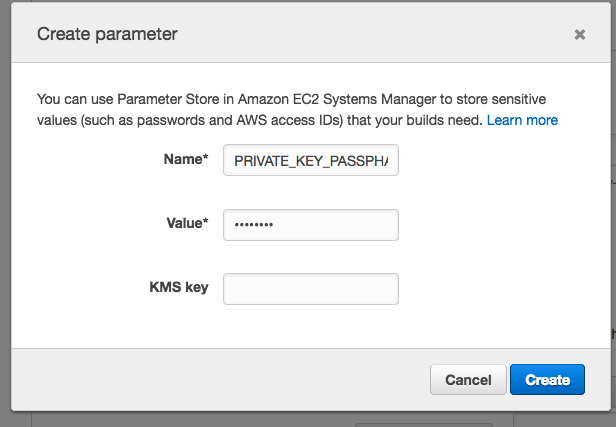 Create parameter
You can use Parameter Store in Amazon EC2 Systems Manager to store sensitive
values (such as passwords and AWS access IDs) that your builds need. Learn more
Name* PRIVATE_KEY_PASSPHA
Value* ••••••••
KMS key
Cancel Create